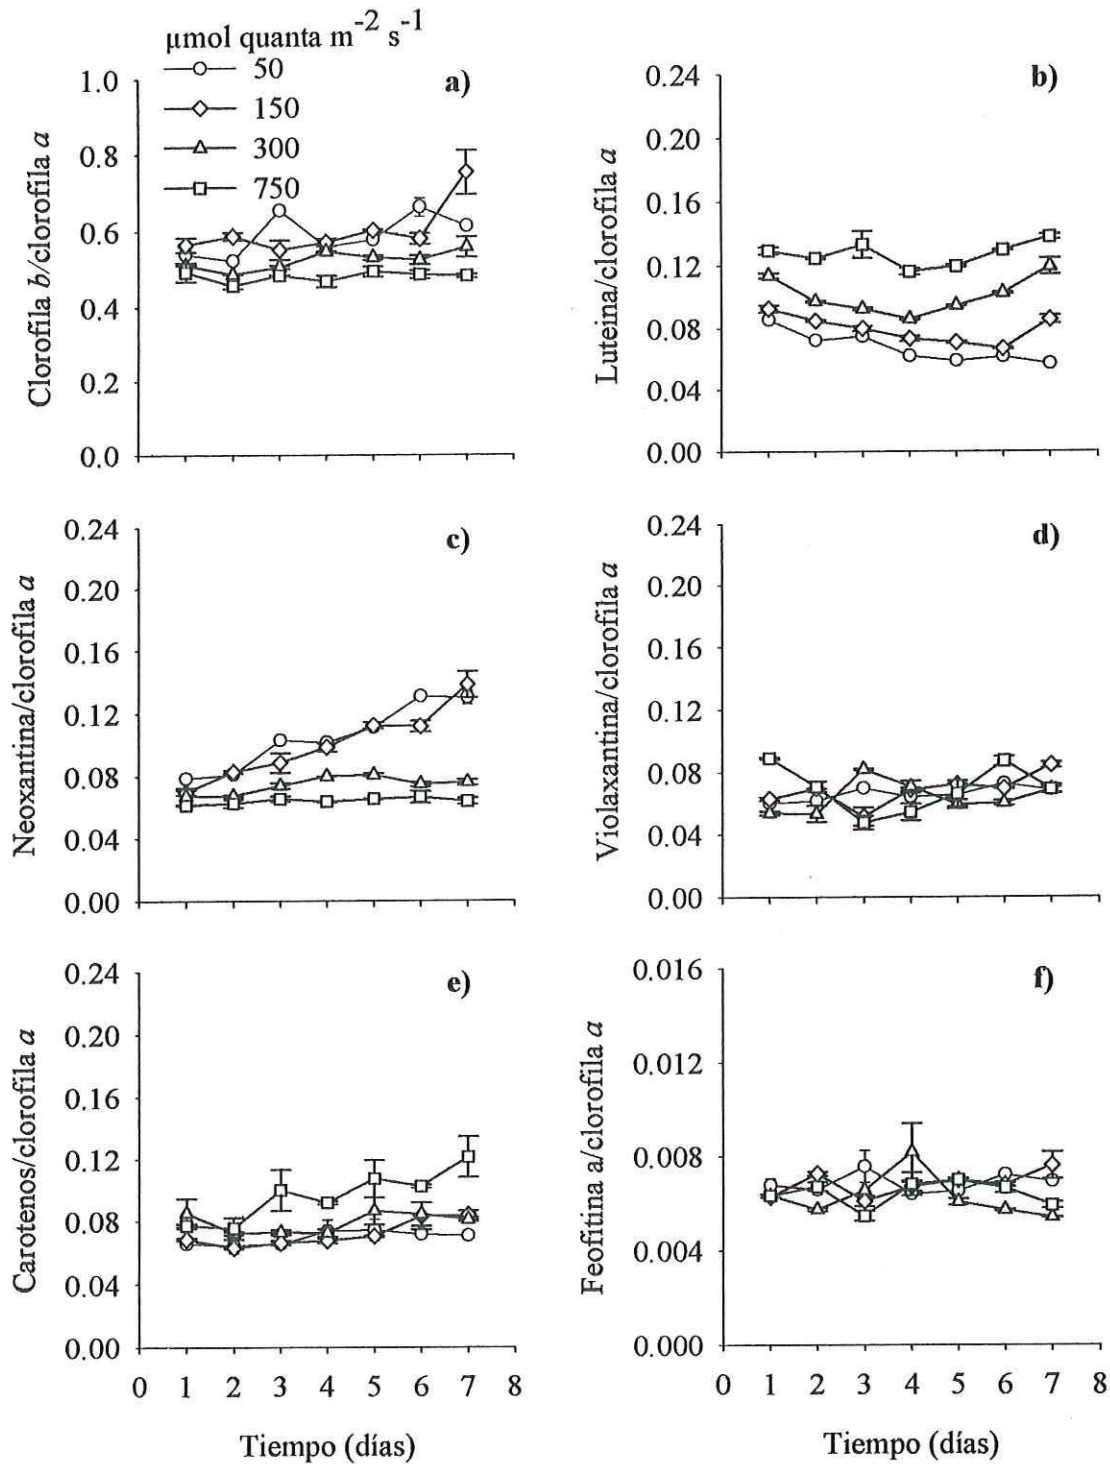 µmol quanta m⁻² s⁻¹
50
150
300
750
a)
1.0
0.8
0.6
0.4
0.2
0.0
Clorofila b/clorofila a
b)
0.24
0.20
0.16
0.12
0.08
0.04
0.00
Luteina/clorofila a
c)
0.24
0.20
0.16
0.12
0.08
0.04
0.00
Neoxantina/clorofila a
d)
0.24
0.20
0.16
0.12
0.08
0.04
0.00
Violaxantina/clorofila a
e)
0.24
0.20
0.16
0.12
0.08
0.04
0.00
Carotenos/clorofila a
0 1 2 3 4 5 6 7 8
Tiempo (días)
f)
0.016
0.012
0.008
0.004
0.000
Feofitina a/clorofila a
0 1 2 3 4 5 6 7 8
Tiempo (días)